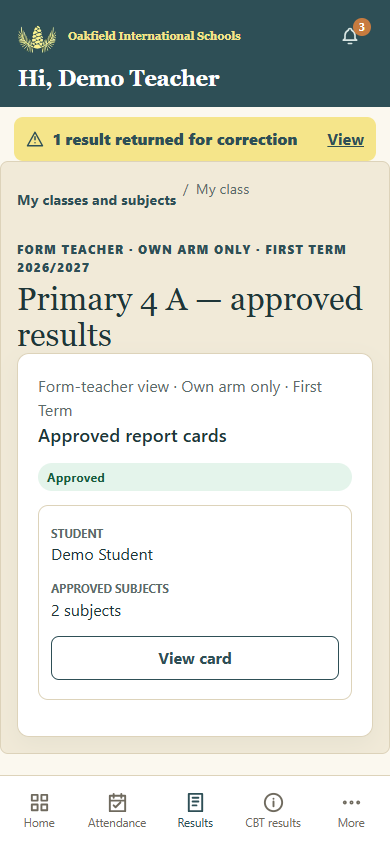 Oakfield International Schools
3
Hi, Demo Teacher
1 result returned for correction View
My classes and subjects / My class
FORM TEACHER · OWN ARM ONLY · FIRST TERM
2026/2027
Primary 4 A — approved
results
Form-teacher view · Own arm only · First
Term
Approved report cards
Approved
STUDENT
Demo Student
APPROVED SUBJECTS
2 subjects
View card
Home Attendance Results CBT results More